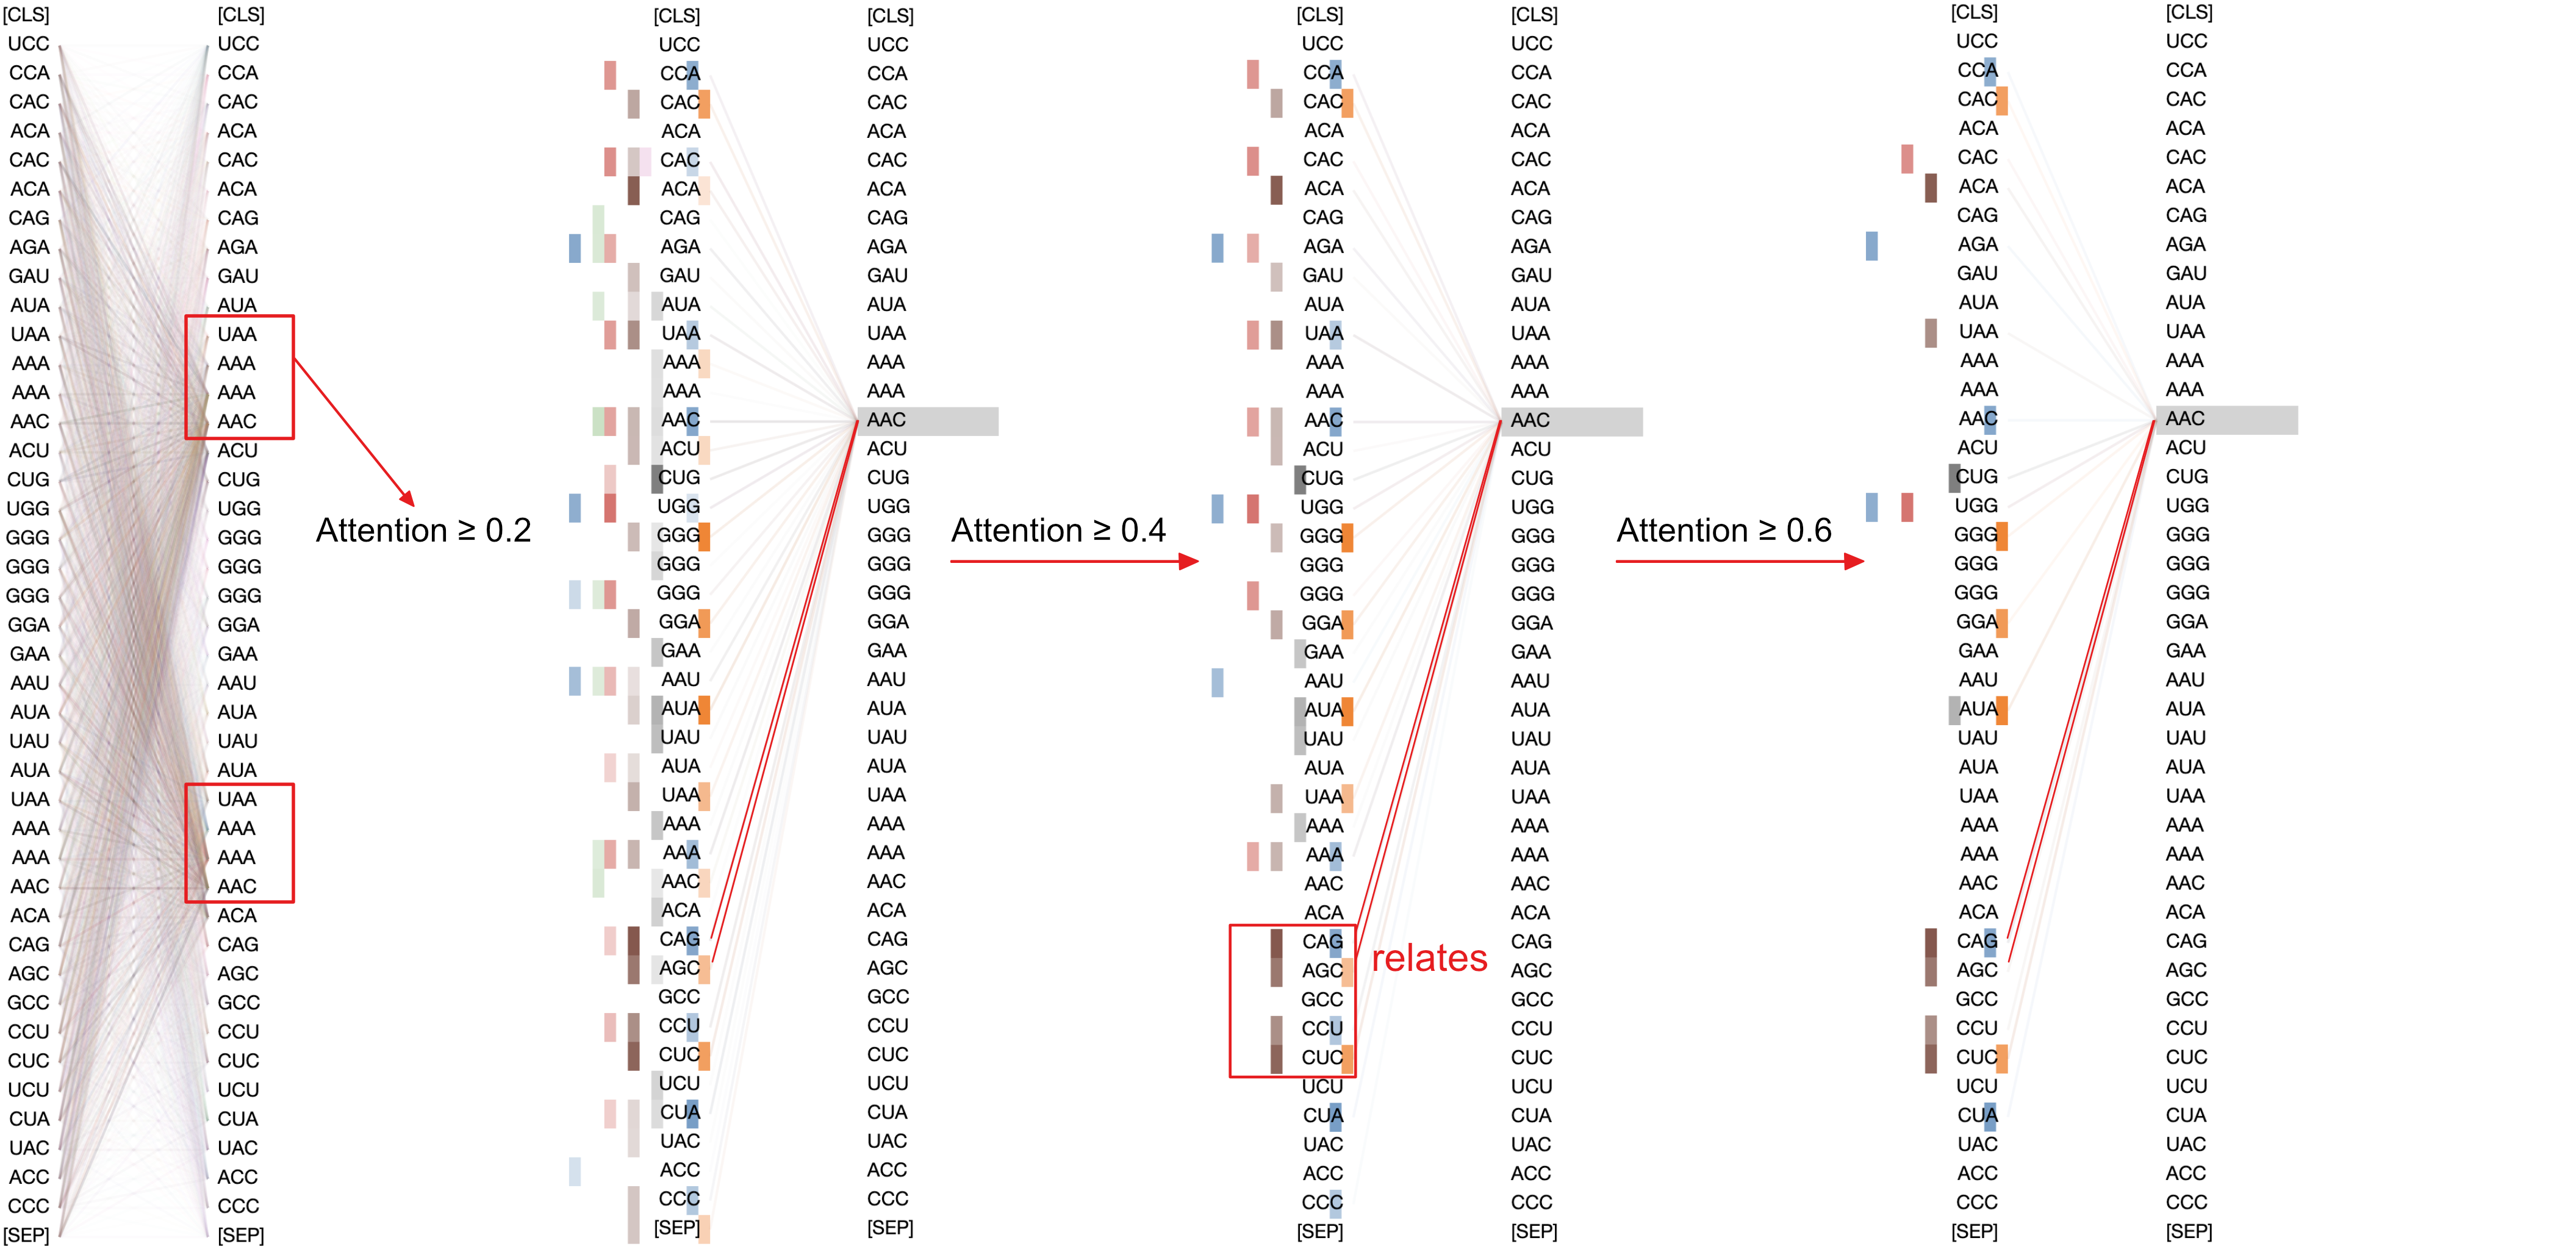 [CLS] [CLS] [CLS] [CLS] [CLS] [CLS] [CLS] [CLS]
UCC UCC UCC UCC UCC UCC UCC UCC
CCA CCA CCA CCA CCA CCA CCA CCA
CAC CAC CAC CAC CAC CAC CAC CAC
ACA ACA ACA ACA ACA ACA ACA ACA
CAC CAC CAC CAC CAC CAC CAC CAC
ACA ACA ACA ACA ACA ACA ACA ACA
CAG CAG CAG CAG CAG CAG CAG CAG
AGA AGA AGA AGA AGA AGA AGA AGA
GAU GAU GAU GAU GAU GAU GAU GAU
AUA AUA AUA AUA AUA AUA AUA AUA
UAA UAA UAA UAA UAA UAA UAA UAA
AAA AAA AAA AAA AAA AAA AAA AAA
AAA AAA AAA AAA AAA AAA AAA AAA
AAC AAC AAC AAC AAC AAC AAC AAC
ACU ACU ACU ACU ACU ACU ACU ACU
CUG CUG CUG CUG CUG CUG CUG CUG
UGG UGG UGG UGG UGG UGG UGG UGG
GGG GGG Attention ≥ 0.2 GGG GGG Attention ≥ 0.4 GGG GGG Attention ≥ 0.6 GGG GGG
GGG GGG GGG GGG GGG GGG GGG GGG
GGG GGG GGG GGG GGG GGG GGG GGG
GGA GGA GGA GGA GGA GGA GGA GGA
GAA GAA GAA GAA GAA GAA GAA GAA
AAU AAU AAU AAU AAU AAU AAU AAU
AUA AUA AUA AUA AUA AUA AUA AUA
UAU UAU UAU UAU UAU UAU UAU UAU
AUA AUA AUA AUA AUA AUA AUA AUA
UAA UAA UAA UAA UAA UAA UAA UAA
AAA AAA AAA AAA AAA AAA AAA AAA
AAA AAA AAA AAA AAA AAA AAA AAA
AAC AAC AAC AAC AAC AAC AAC AAC
ACA ACA ACA ACA ACA ACA ACA ACA
CAG CAG CAG CAG CAG CAG CAG CAG
AGC AGC AGC AGC AGC relates AGC AGC AGC
GCC GCC GCC GCC GCC GCC GCC GCC
CCU CCU CCU CCU CCU CCU CCU CCU
CUC CUC CUC CUC CUC CUC CUC CUC
UCU UCU UCU UCU UCU UCU UCU UCU
CUA CUA CUA CUA CUA CUA CUA CUA
UAC UAC UAC UAC UAC UAC UAC UAC
ACC ACC ACC ACC ACC ACC ACC ACC
CCC CCC CCC CCC CCC CCC CCC CCC
[SEP] [SEP] [SEP] [SEP] [SEP] [SEP] [SEP] [SEP]